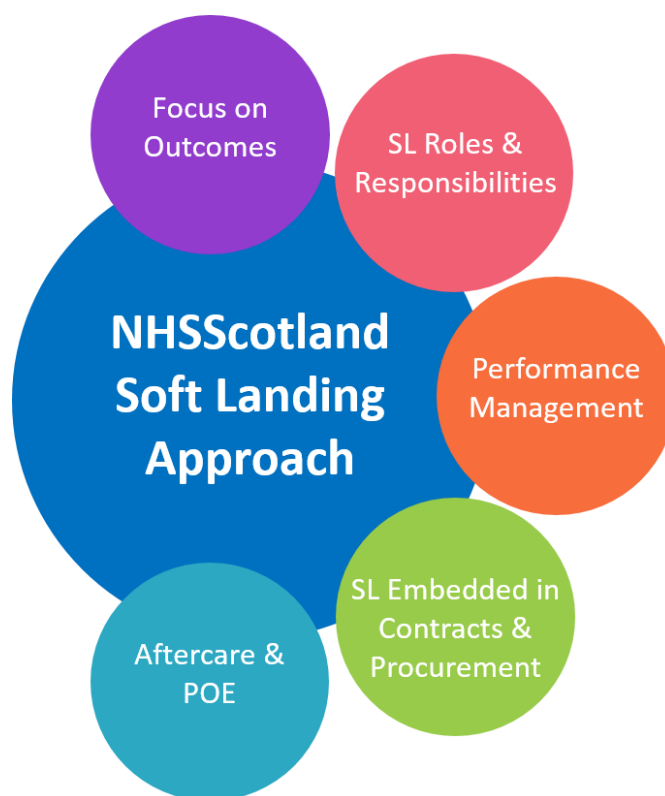 Focus on
Outcomes
SL Roles &
Responsibilities
NHSScotland
Soft Landing
Approach
Performance
Management
SL Embedded in
Contracts &
Procurement
Aftercare &
POE